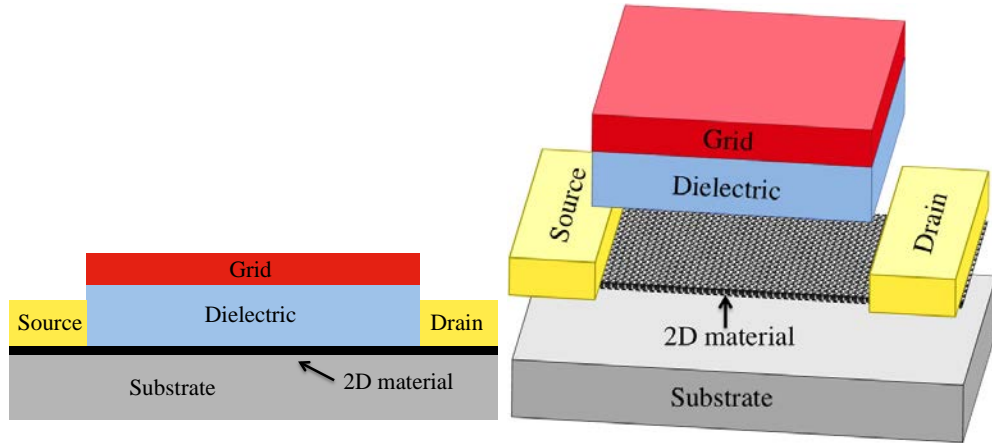 Grid
Source
Dielectric
Drain
2D material
Substrate
Grid
Dielectric
Source
Drain
2D material
Substrate